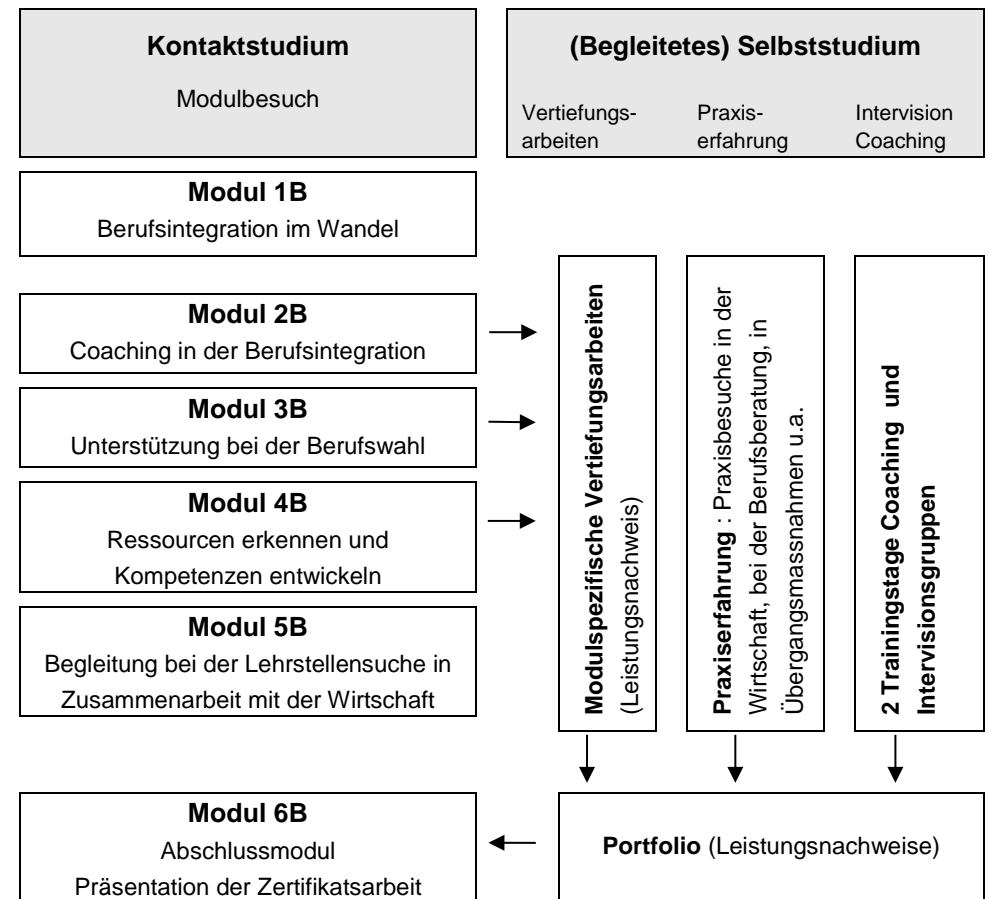 Kontaktstudium
Modulbesuch
(Begleitetes) Selbststudium
Vertiefungs-
arbeiten
Praxis-
erfahrung
Intervision
Coaching
Modul 1B
Berufsintegration im Wandel
Modul 2B
Coaching in der Berufsintegration
Modul 3B
Unterstützung bei der Berufswahl
Modul 4B
Ressourcen erkennen und
Kompetenzen entwickeln
Modul 5B
Begleitung bei der Lehrstellensuche in
Zusammenarbeit mit der Wirtschaft
Modulspezifische Vertiefungsarbeiten
(Leistungsnachweis)
Praxiserfahrung : Praxisbesuche in der
Wirtschaft, bei der Berufsberatung, in
Übergangsmassnahmen u.a.
2 Trainingstage Coaching und
Intervisionsgruppen
Modul 6B
Abschlussmodul
Präsentation der Zertifikatsarbeit
Portfolio (Leistungsnachweise)